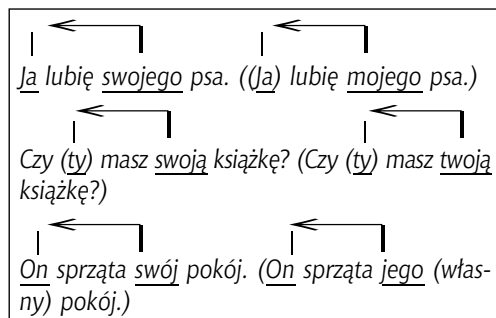 Ja lubię swojego psa. ((Ja) lubię mojego psa.)
Czy (ty) masz swoją książkę? (Czy (ty) masz twoją
książkę?)
On sprząta swój pokój. (On sprząta jego (włas-
ny) pokój.)